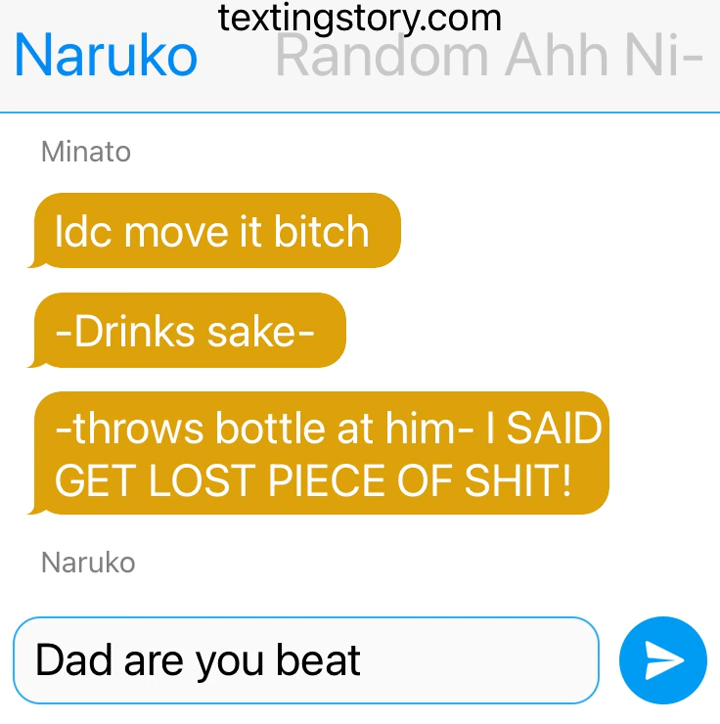 textingstory.com
Naruko Random Ahh Ni-
Minato
Idc move it bitch
-Drinks sake-
-throws bottle at him- I SAID
GET LOST PIECE OF SHIT!
Naruko
Dad are you beat